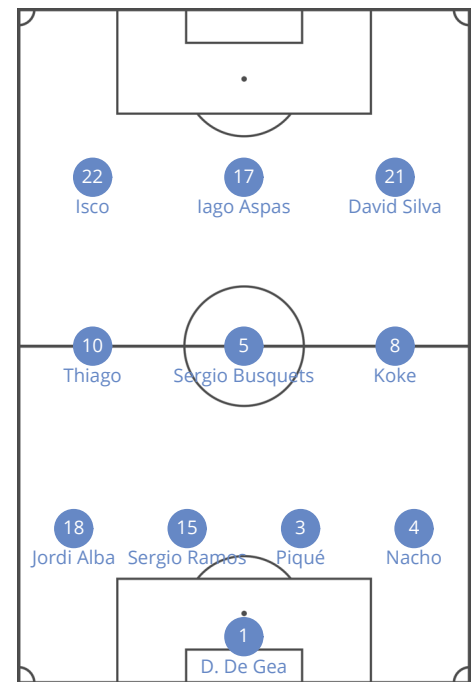 22 17 21
Isco Iago Aspas David Silva
10 5 8
Thiago Sergio Busquets Koke
18 15 3 4
Jordi Alba Sergio Ramos Piqué Nacho
1
D. De Gea